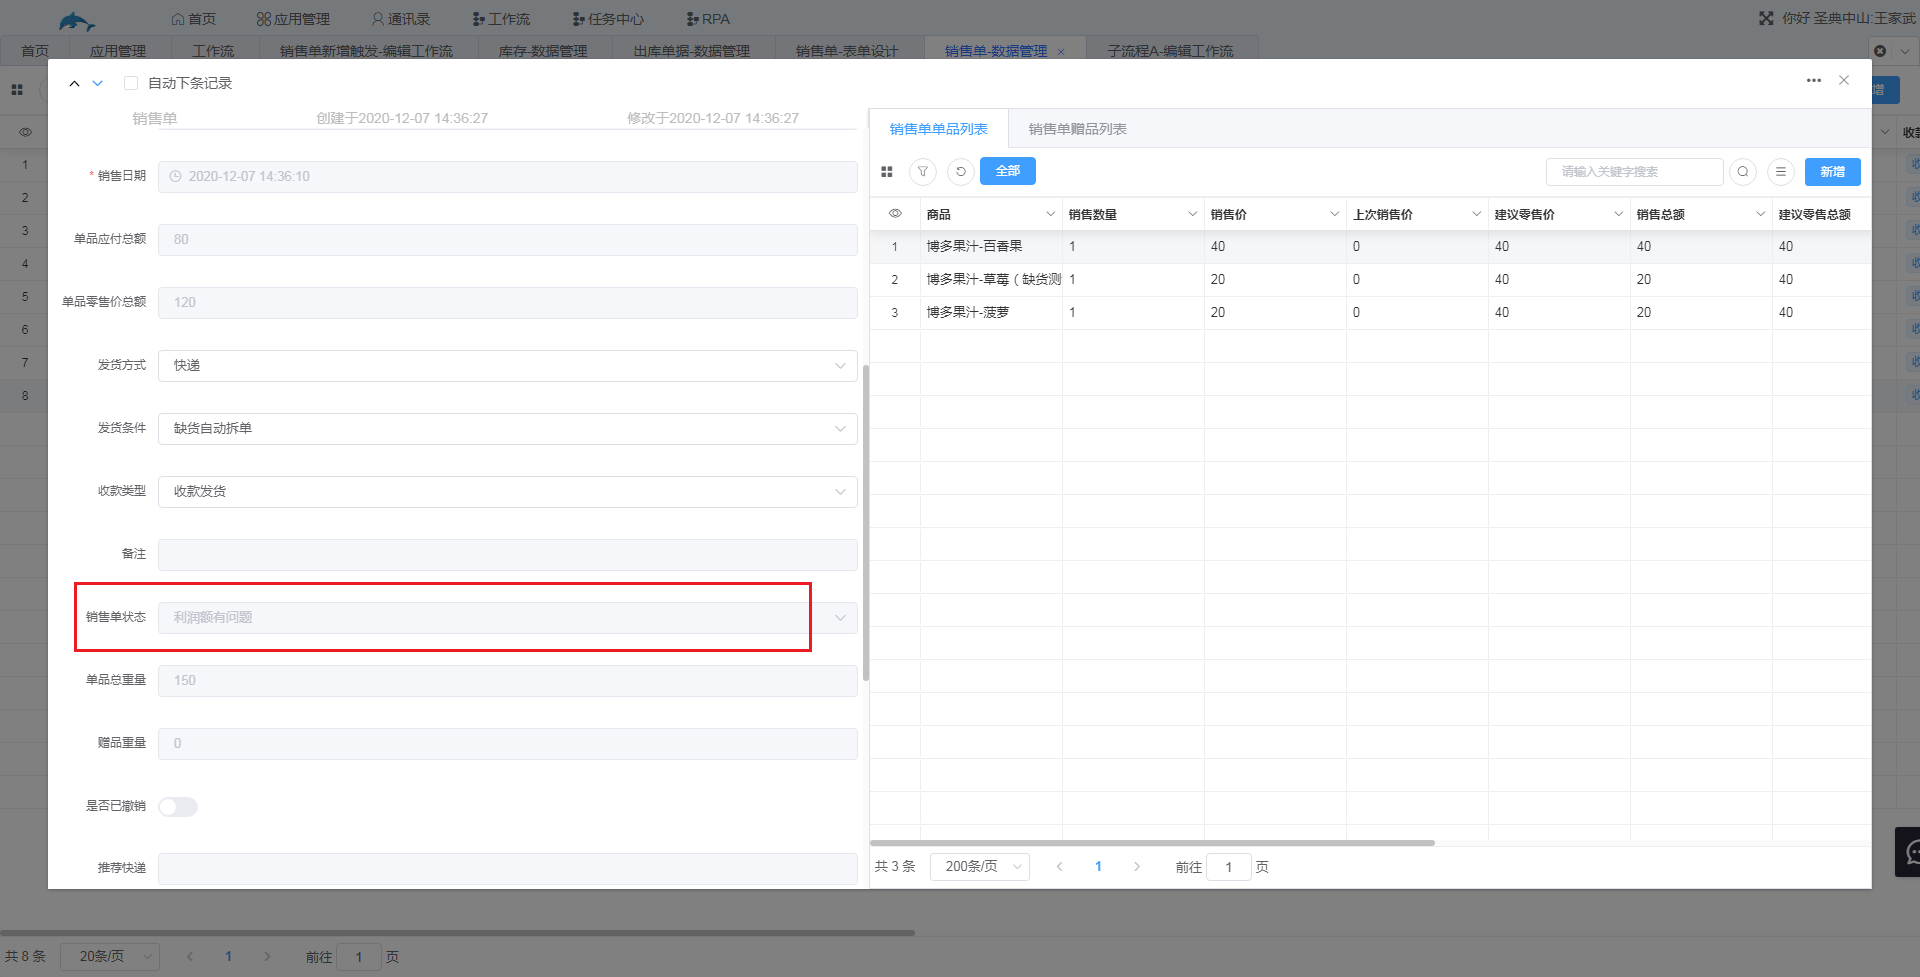 首页 应用管理 通讯录 工作流 任务中心 RPA 你好 圣典中山:王家武
首页 应用管理 工作流 销售单新增触发-编辑工作流 库存-数据管理 出库单据-数据管理 销售单-表单设计 销售单-数据管理 子流程A-编辑工作流
自动下条记录
增
销售单 创建于2020-12-07 14:36:27 修改于2020-12-07 14:36:27
销售单单品列表 销售单赠品列表
全部 请输入关键字搜索 新增
* 销售日期 2020-12-07 14:36:10
单品应付总额 80
单品零售价总额 120
发货方式 快递
发货条件 缺货自动拆单
收款类型 收款发货
备注
销售单状态 利润额有问题
单品总重量 150
赠品重量 0
是否已撤销
推荐快递
商品 销售数量 销售价 上次销售价 建议零售价 销售总额 建议零售总额
1 博多果汁-百香果 1 40 0 40 40 40
2 博多果汁-草莓（缺货测 1 20 0 40 20 40
3 博多果汁-菠萝 1 20 0 40 20 40
共 3 条 200条/页 1 前往 1 页
1
2
3
4
5
6
7
8
共 8 条 20条/页 1 前往 1 页